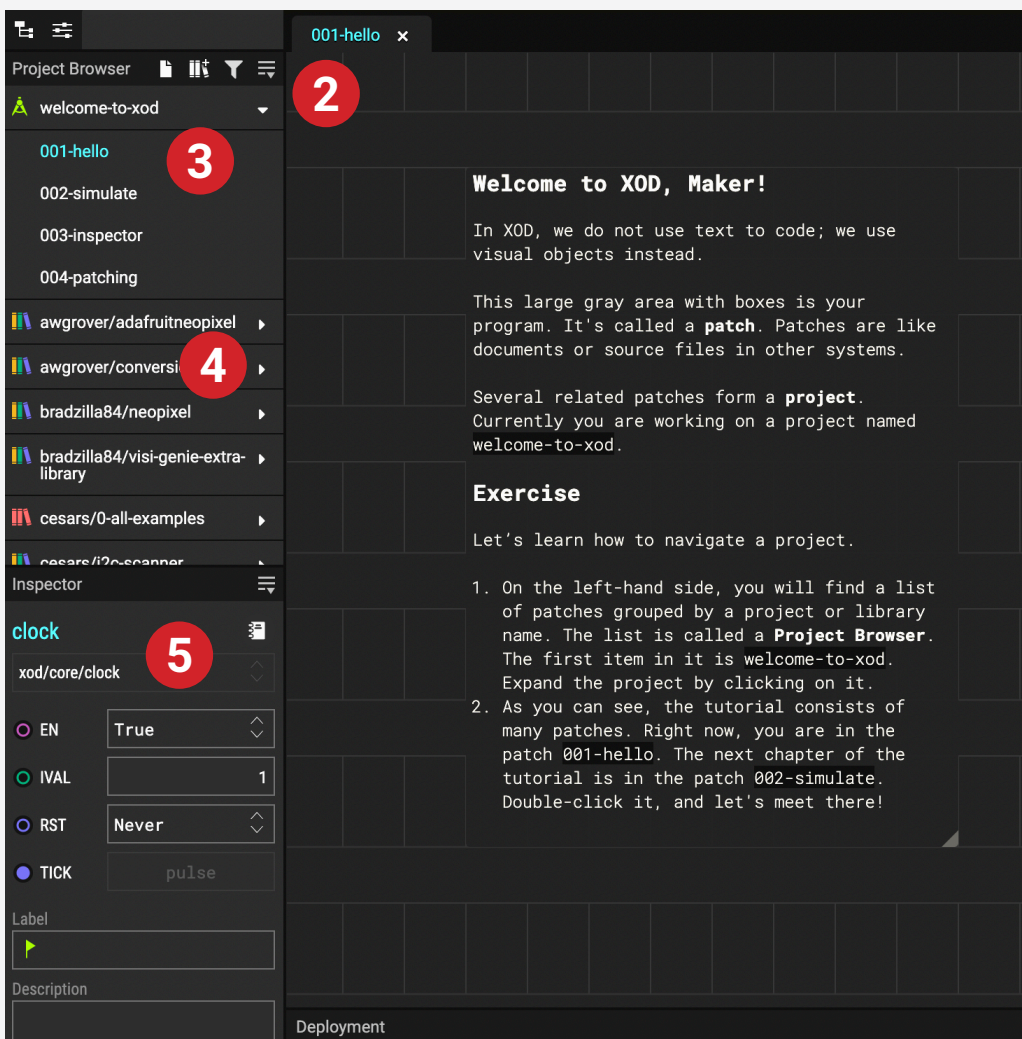 001-hello
Project Browser
2
welcome-to-xod
001-hello
3
002-simulate
003-inspector
004-patching
awgrover/adafruitneopixel
awgrover/conversi
4
bradzilla84/neopixel
bradzilla84/visi-genie-extra-
library
cesars/0-all-examples
cesars/i2c-scanner
Inspector
clock
5
xod/core/clock
EN
True
IVAL
1
RST
Never
TICK
pulse
Label
Description
Welcome to XOD, Maker!
In XOD, we do not use text to code; we use
visual objects instead.
This large gray area with boxes is your
program. It's called a patch. Patches are like
documents or source files in other systems.
Several related patches form a project.
Currently you are working on a project named
welcome-to-xod.
Exercise
Let’s learn how to navigate a project.
1. On the left-hand side, you will find a list
of patches grouped by a project or library
name. The list is called a Project Browser.
The first item in it is welcome-to-xod.
Expand the project by clicking on it.
2. As you can see, the tutorial consists of
many patches. Right now, you are in the
patch 001-hello. The next chapter of the
tutorial is in the patch 002-simulate.
Double-click it, and let's meet there!
Deployment